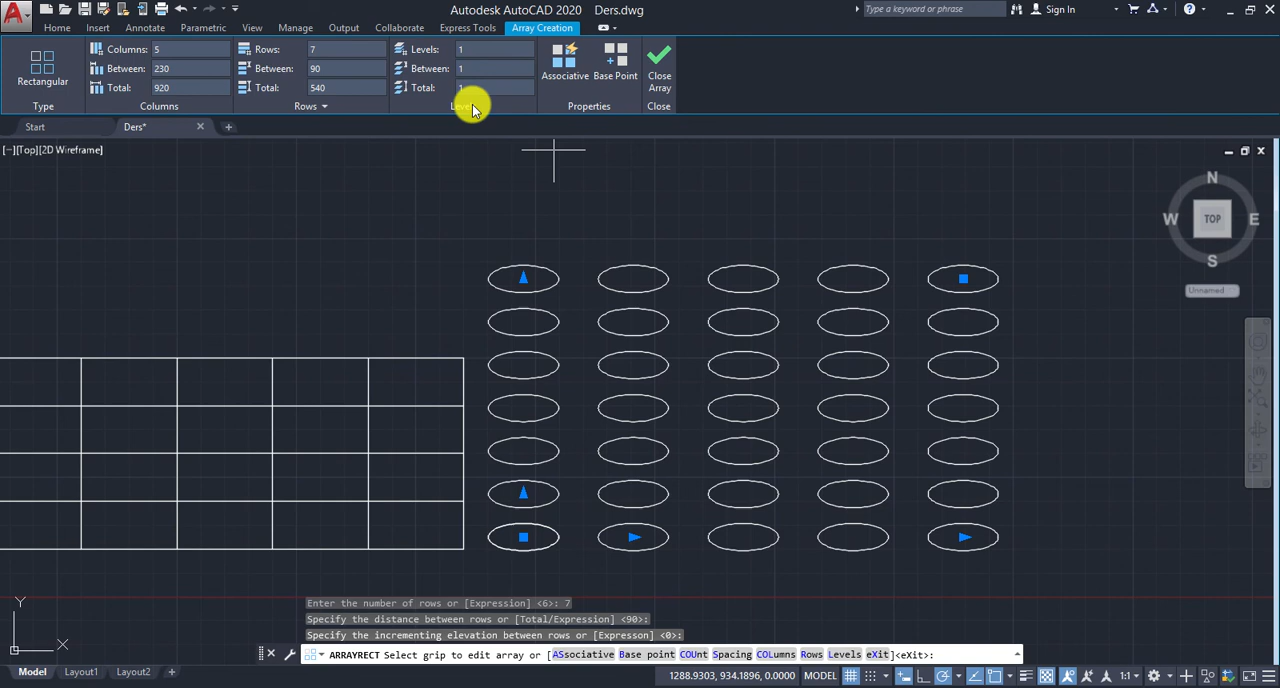 Autodesk AutoCAD 2020 Ders.dwg
Type a keyword or phrase
Sign In
Home Insert Annotate Parametric View Manage Output Collaborate Express Tools Array Creation
Columns: 5 Rows: 7 Levels: 1
Between: 230 Between: 90 Between: 1
Total: 920 Total: 540 Total: 1
Rectangular
Associative Base Point
Close
Array
Type Columns Rows Properties Close
Start Ders*
[−][Top][2D Wireframe]
N
W TOP E
S
Unnamed
Enter the number of rows or [Expression] <6>: 7
Specify the distance between rows or [Total/Expression] <90>:
Specify the incrementing elevation between rows or [Expresson] <0>:
ARRAYRECT Select grip to edit array or [ASsociative Base point COUnt Spacing COLumns Rows Levels eXit]<eXit>:
Y
X
Model Layout1 Layout2
1288.9303, 934.1896, 0.0000 MODEL
1:1